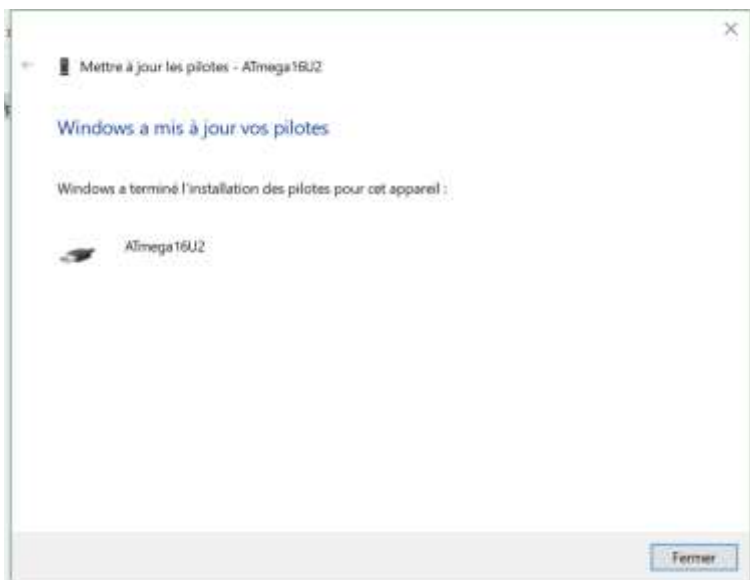 Mettre à jour les pilotes - ATmega16U2
Windows a mis à jour vos pilotes
Windows a terminé l'installation des pilotes pour cet appareil :
ATmega16U2
Fermer